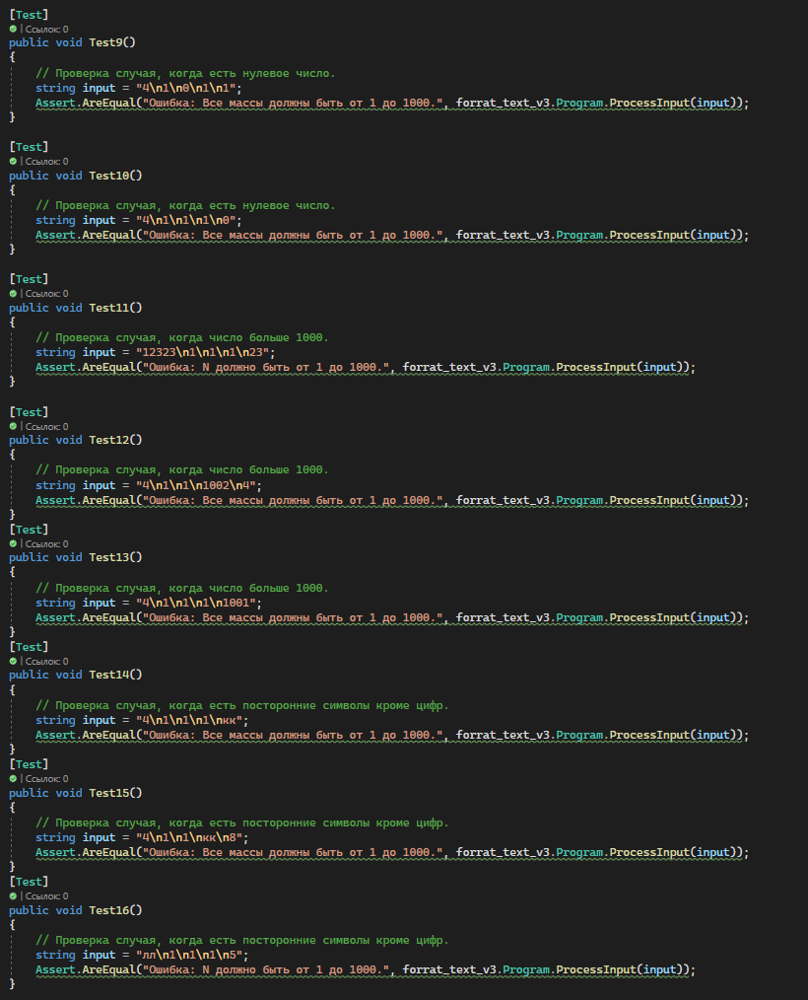 [Test]
| Ссылок: 0
public void Test9()
{
// Проверка случая, когда есть нулевое число.
string input = "4\n1\n0\n1\n1";
Assert.AreEqual("Ошибка: Все массы должны быть от 1 до 1000.", forrat_text_v3.Program.ProcessInput(input));
}
[Test]
| Ссылок: 0
public void Test10()
{
// Проверка случая, когда есть нулевое число.
string input = "4\n1\n1\n1\n0";
Assert.AreEqual("Ошибка: Все массы должны быть от 1 до 1000.", forrat_text_v3.Program.ProcessInput(input));
}
[Test]
| Ссылок: 0
public void Test11()
{
// Проверка случая, когда число больше 1000.
string input = "12323\n1\n1\n1\n23";
Assert.AreEqual("Ошибка: N должно быть от 1 до 1000.", forrat_text_v3.Program.ProcessInput(input));
}
[Test]
| Ссылок: 0
public void Test12()
{
// Проверка случая, когда число больше 1000.
string input = "4\n1\n1\n1002\n4";
Assert.AreEqual("Ошибка: Все массы должны быть от 1 до 1000.", forrat_text_v3.Program.ProcessInput(input));
}
[Test]
| Ссылок: 0
public void Test13()
{
// Проверка случая, когда число больше 1000.
string input = "4\n1\n1\n1\n1001";
Assert.AreEqual("Ошибка: Все массы должны быть от 1 до 1000.", forrat_text_v3.Program.ProcessInput(input));
}
[Test]
| Ссылок: 0
public void Test14()
{
// Проверка случая, когда есть посторонние символы кроме цифр.
string input = "4\n1\n1\n1\nкк";
Assert.AreEqual("Ошибка: Все массы должны быть от 1 до 1000.", forrat_text_v3.Program.ProcessInput(input));
}
[Test]
| Ссылок: 0
public void Test15()
{
// Проверка случая, когда есть посторонние символы кроме цифр.
string input = "4\n1\n1\nкк\n8";
Assert.AreEqual("Ошибка: Все массы должны быть от 1 до 1000.", forrat_text_v3.Program.ProcessInput(input));
}
[Test]
| Ссылок: 0
public void Test16()
{
// Проверка случая, когда есть посторонние символы кроме цифр.
string input = "лл\n1\n1\n1\n5";
Assert.AreEqual("Ошибка: N должно быть от 1 до 1000.", forrat_text_v3.Program.ProcessInput(input));
}